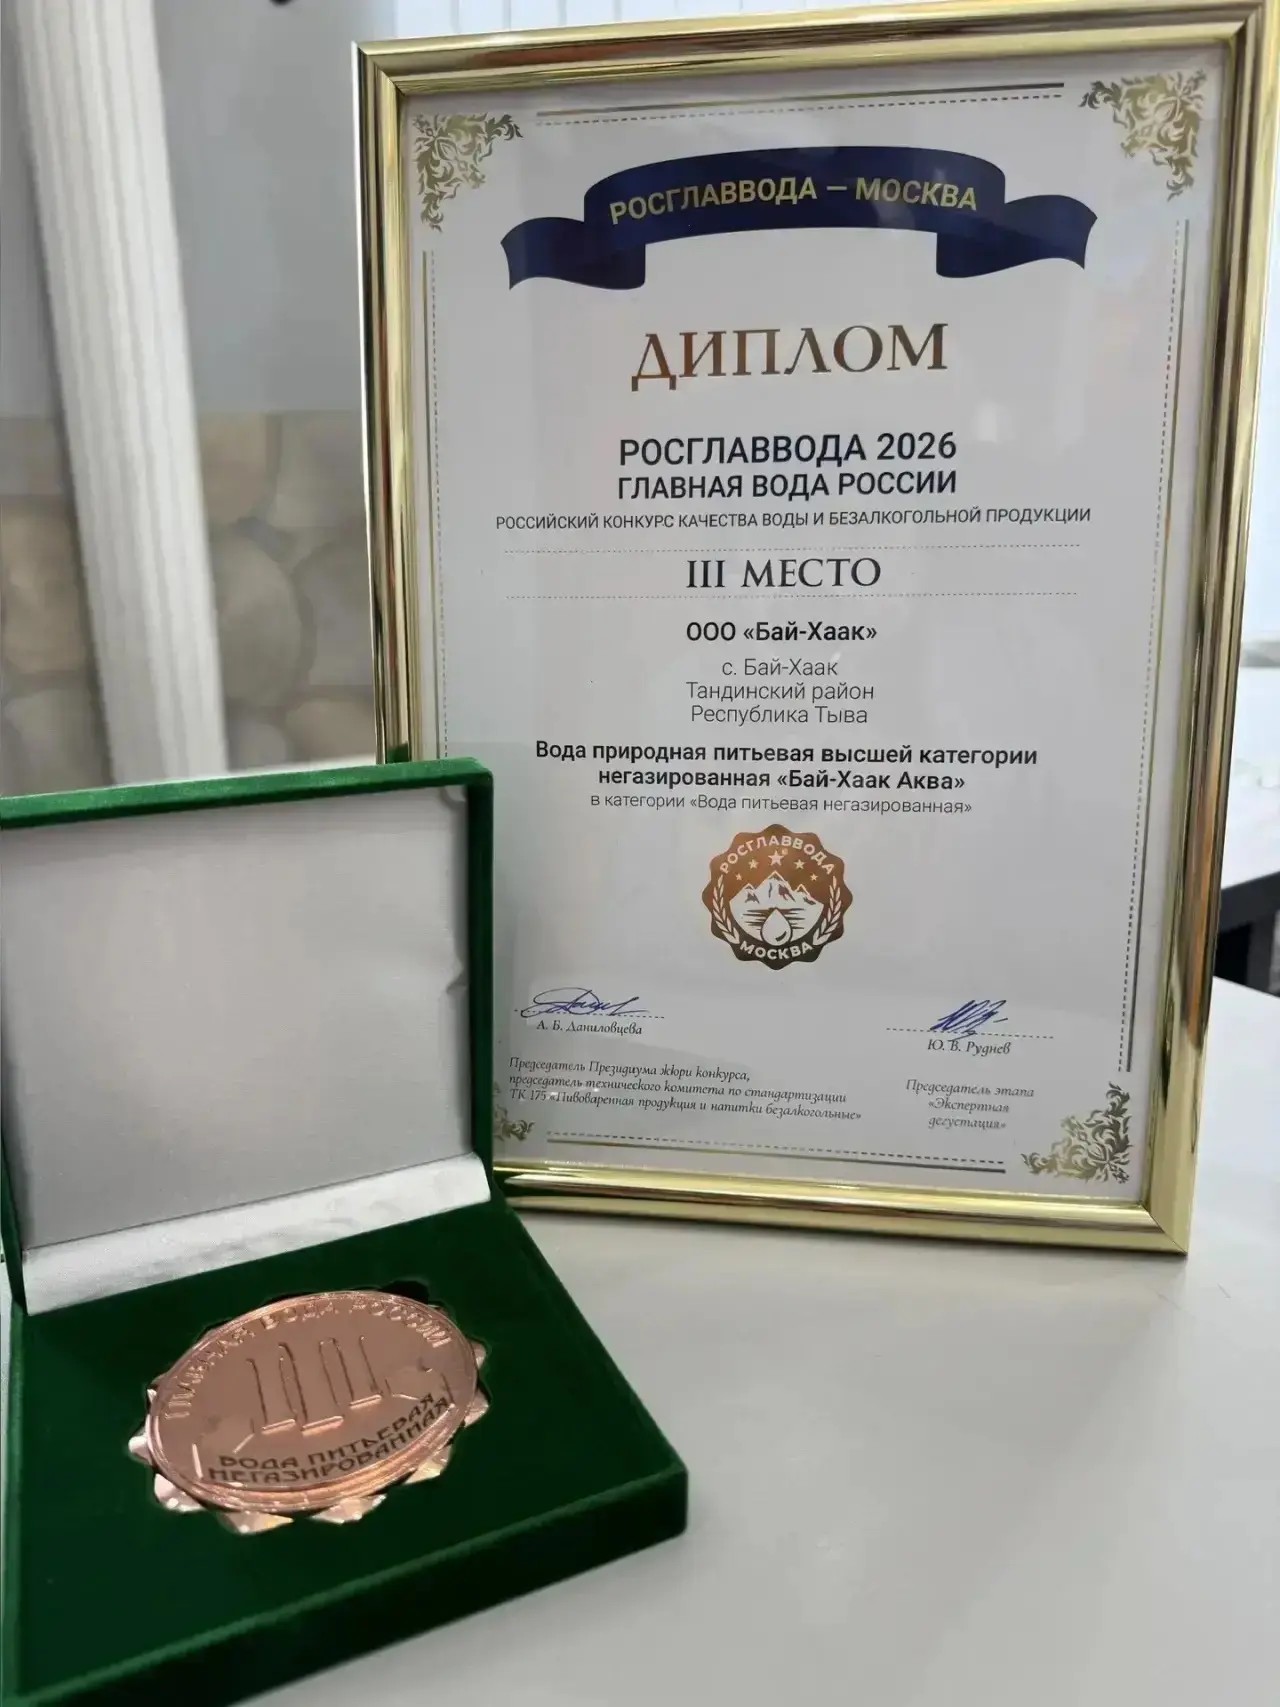 РОСГЛАВВОДА – МОСКВА
ДИПЛОМ
РОСГЛАВВОДА 2026
ГЛАВНАЯ ВОДА РОССИИ
РОССИЙСКИЙ КОНКУРС КАЧЕСТВА ВОДЫ И БЕЗАЛКОГОЛЬНОЙ ПРОДУКЦИИ
III МЕСТО
ООО «Бай-Хаак»
с. Бай-Хаак
Тандинский район
Республика Тыва
Вода природная питьевая высшей категории
негазированная «Бай-Хаак Аква»
в категории «Вода питьевая негазированная»
РОСГЛАВВОДА
МОСКВА
А. Б. Даниловцева
Председатель Президиума жюри конкурса,
председатель технического комитета по стандартизации
ТК 175 «Пивоваренная продукция и напитки безалкогольные»
Ю. В. Руднев
Председатель этапа
«Экспертная
дегустация»
ГЛАВНАЯ ВОДА РОССИИ
III
ВОДА ПИТЬЕВАЯ
НЕГАЗИРОВАННАЯ